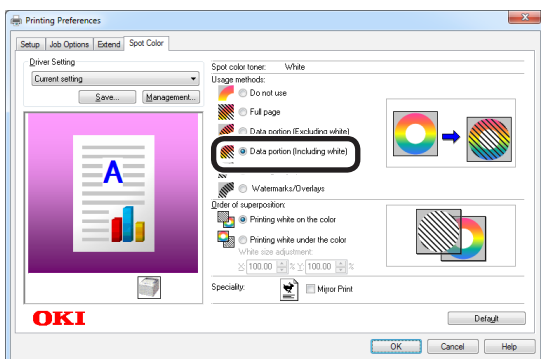 Printing Preferences
Setup Job Options Extend Spot Color
Driver Setting
Current setting
Save... Management...
A
OKI
Spot color toner: White
Usage methods:
Do not use
Full page
Data portion (Excluding white)
Data portion (Including white)
Watermarks/Overlays
Order of superposition:
Printing white on the color
Printing white under the color
White size adjustment:
X: 100.00 % Y: 100.00 %
Speciality: Mirror Print
Default
OK Cancel Help